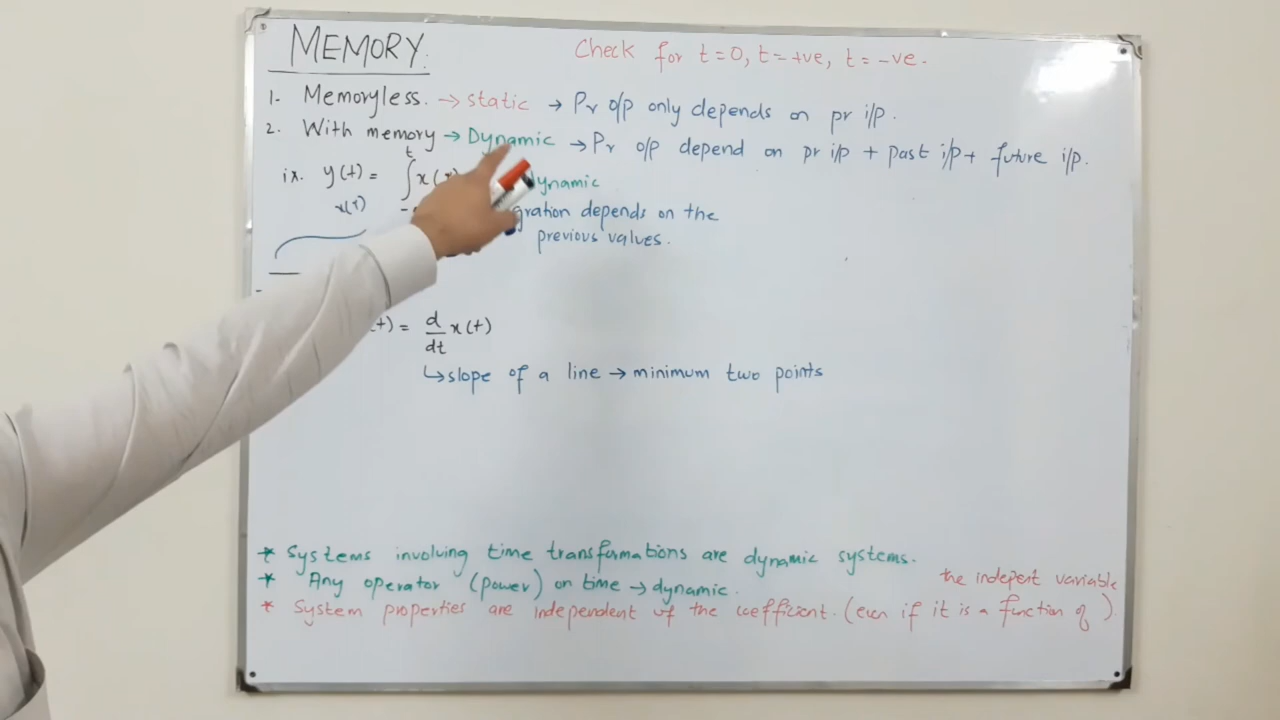 MEMORY.
Check for t=0, t=+ve, t=-ve.
1. Memoryless. → static → Pr o/p only depends on pr i/p.
2. With memory → Dynamic → Pr o/p depend on pr i/p + past i/p + future i/p.
ix. y(t) = ∫ t x(τ) dynamic
x(τ) gration depends on the
previous values.
t) = d/dt x(t)
↳ slope of a line → minimum two points
* Systems involving time transformations are dynamic systems.
* Any operator (power) on time → dynamic.
the indepent variable
* System properties are independent of the coefficient. (even if it is a function of ).